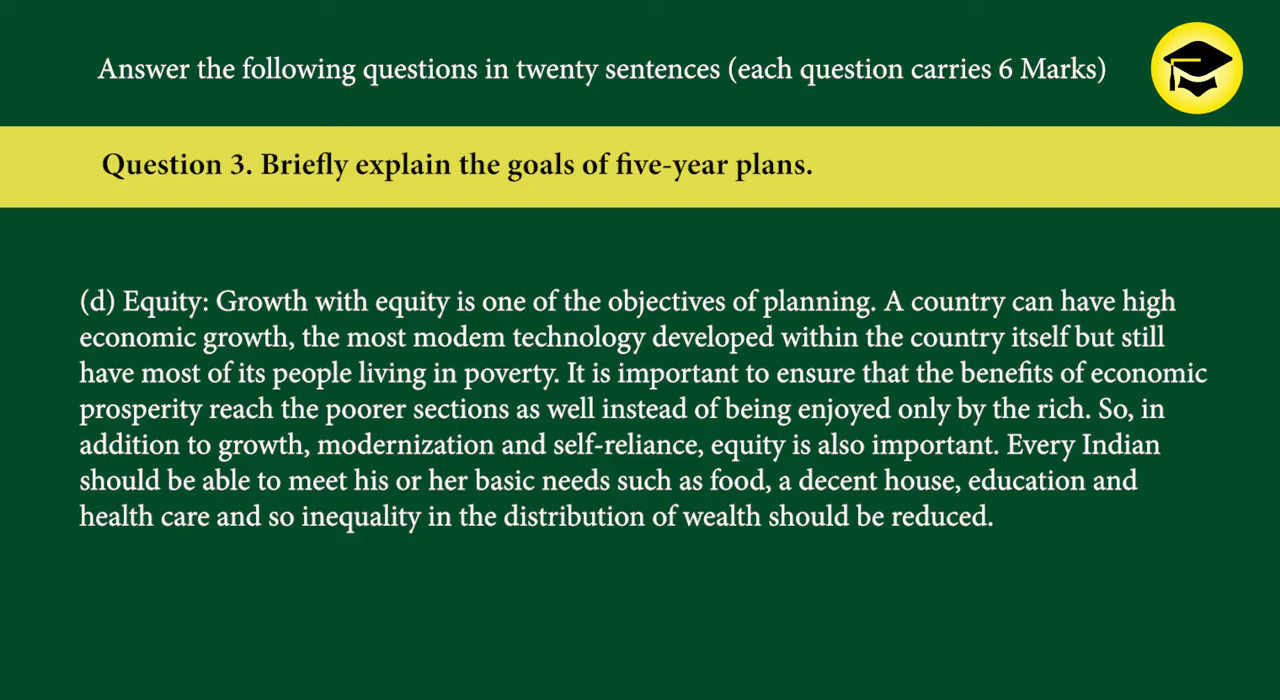 Answer the following questions in twenty sentences (each question carries 6 Marks)
Question 3. Briefly explain the goals of five-year plans.
(d) Equity: Growth with equity is one of the objectives of planning. A country can have high
economic growth, the most modem technology developed within the country itself but still
have most of its people living in poverty. It is important to ensure that the benefits of economic
prosperity reach the poorer sections as well instead of being enjoyed only by the rich. So, in
addition to growth, modernization and self-reliance, equity is also important. Every Indian
should be able to meet his or her basic needs such as food, a decent house, education and
health care and so inequality in the distribution of wealth should be reduced.